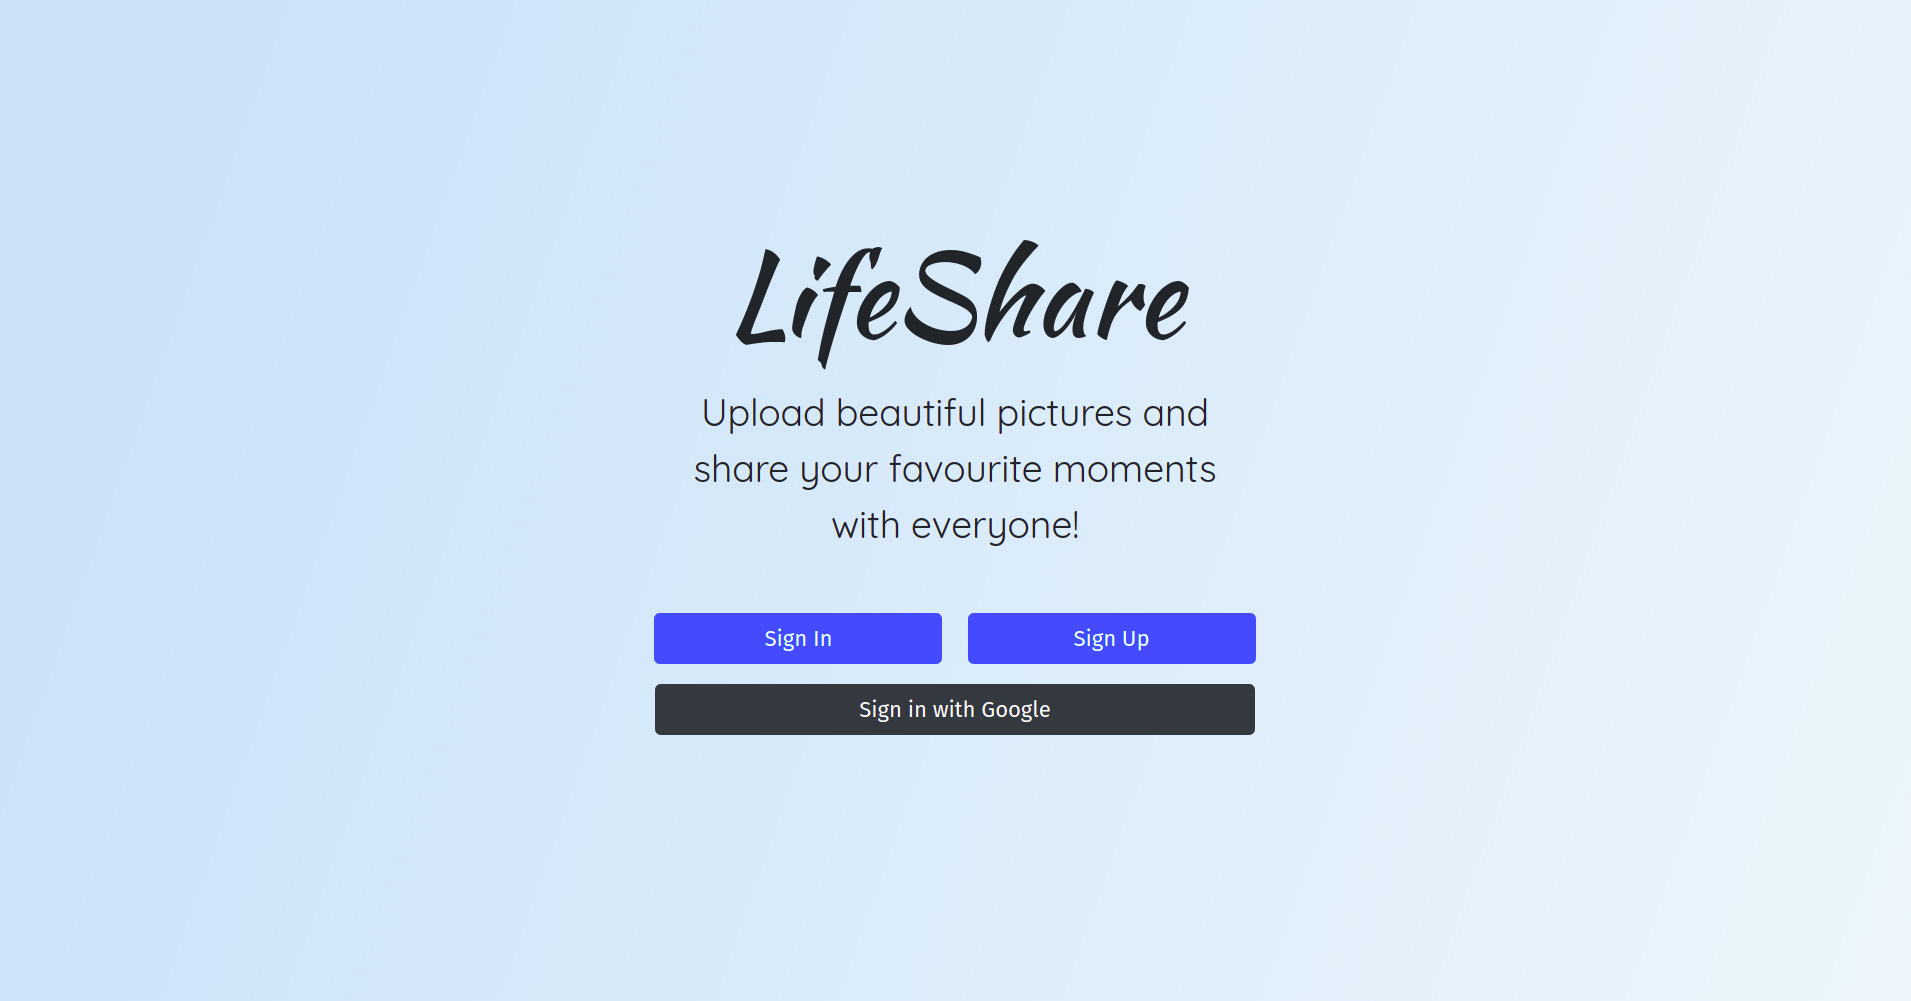 LifeShare
Upload beautiful pictures and
share your favourite moments
with everyone!
Sign In
Sign Up
Sign in with Google